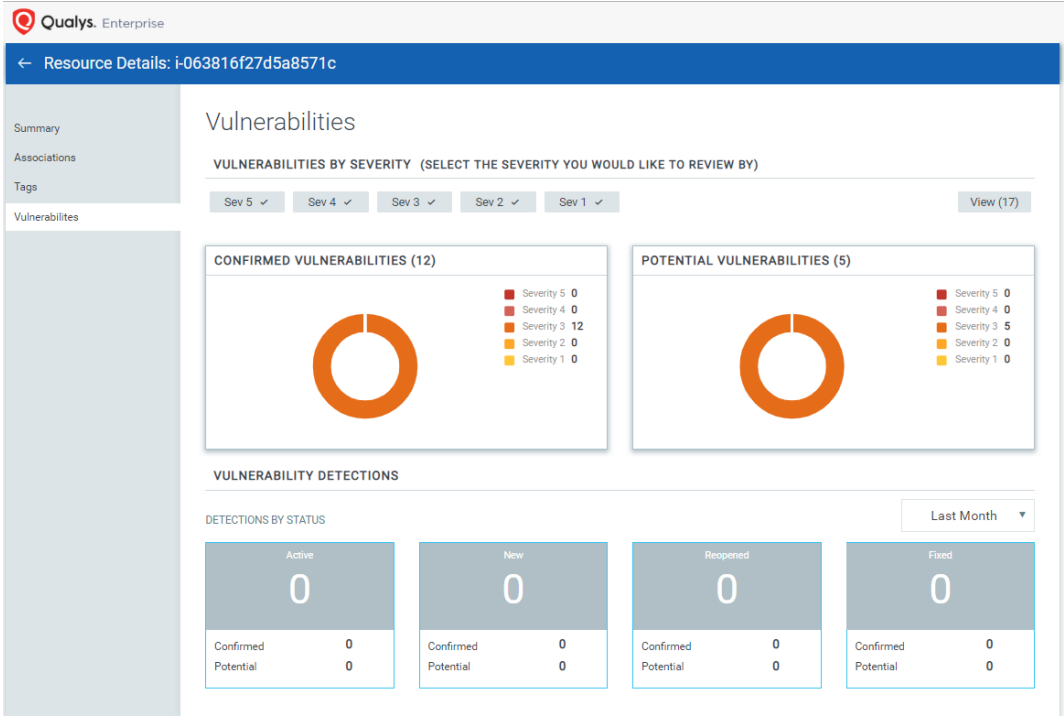 Qualys. Enterprise
← Resource Details: i-063816f27d5a8571c
Summary
Associations
Tags
Vulnerabilites
Vulnerabilities
VULNERABILITIES BY SEVERITY (SELECT THE SEVERITY YOU WOULD LIKE TO REVIEW BY)
Sev 5 ✓ Sev 4 ✓ Sev 3 ✓ Sev 2 ✓ Sev 1 ✓ View (17)
CONFIRMED VULNERABILITIES (12)
Severity 5 0
Severity 4 0
Severity 3 12
Severity 2 0
Severity 1 0
POTENTIAL VULNERABILITIES (5)
Severity 5 0
Severity 4 0
Severity 3 5
Severity 2 0
Severity 1 0
VULNERABILITY DETECTIONS
DETECTIONS BY STATUS
Last Month
Active
0
Confirmed 0
Potential 0
New
0
Confirmed 0
Potential 0
Reopened
0
Confirmed 0
Potential 0
Fixed
0
Confirmed 0
Potential 0